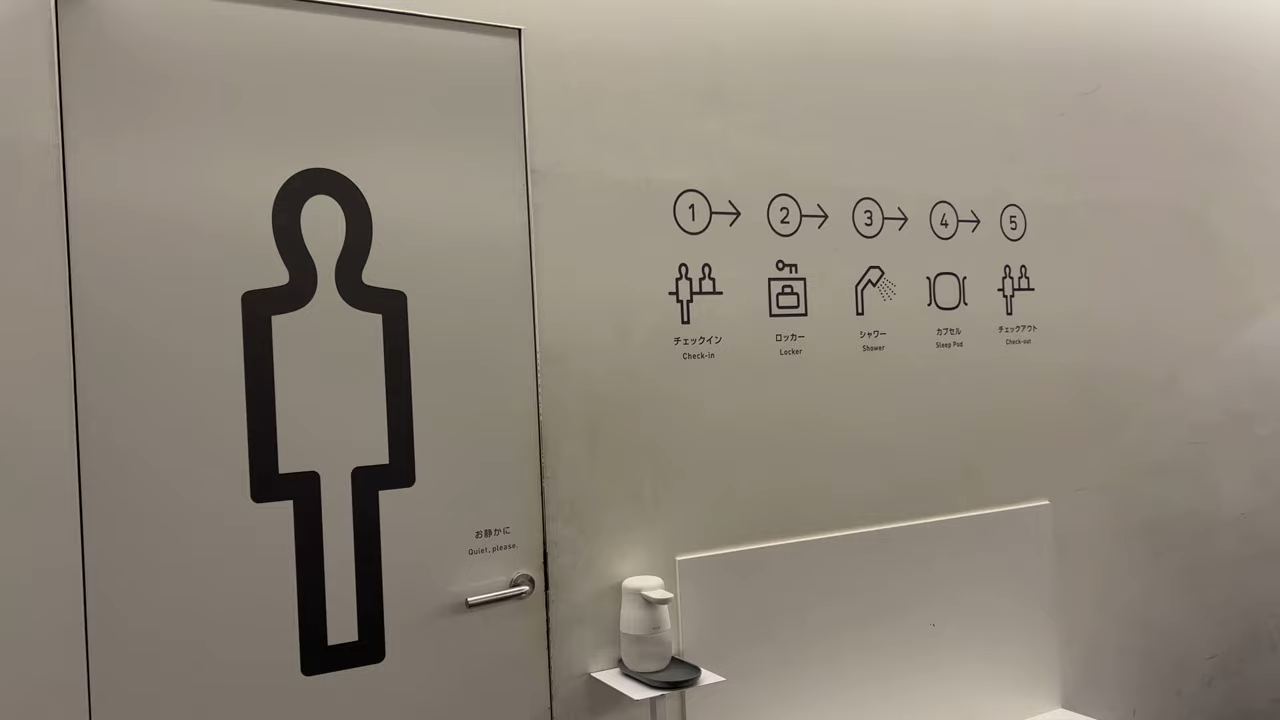 1 2 3 4 5
チェックイン ロッカー シャワー カプセル チェックアウト
Check-in Locker Shower Sleep Pod Check-out
お静かに
Quiet, please.